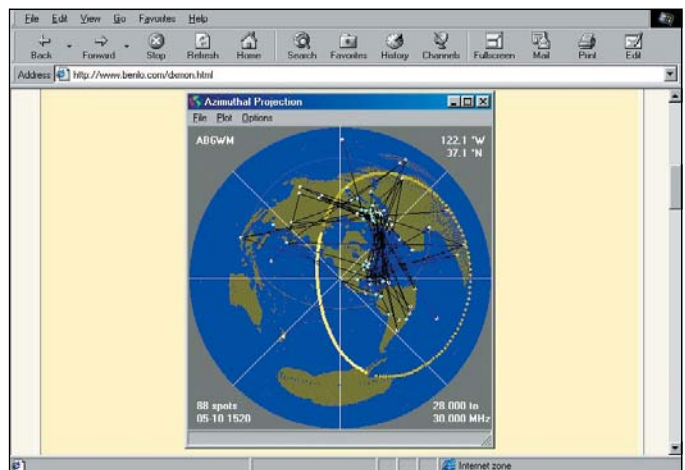 File Edit View Go Favorites Help
Back Forward Stop Refresh Home Search Favorites History Channels Fullscreen Mail Print Edit
Address http://www.benlo.com/dxmon.html
Azimuthal Projection
File Plot Options
AB6WM 122.1 °W
37.1 °N
88 spots 28.000 to
05-10 1520 30.000 MHz
Internet zone